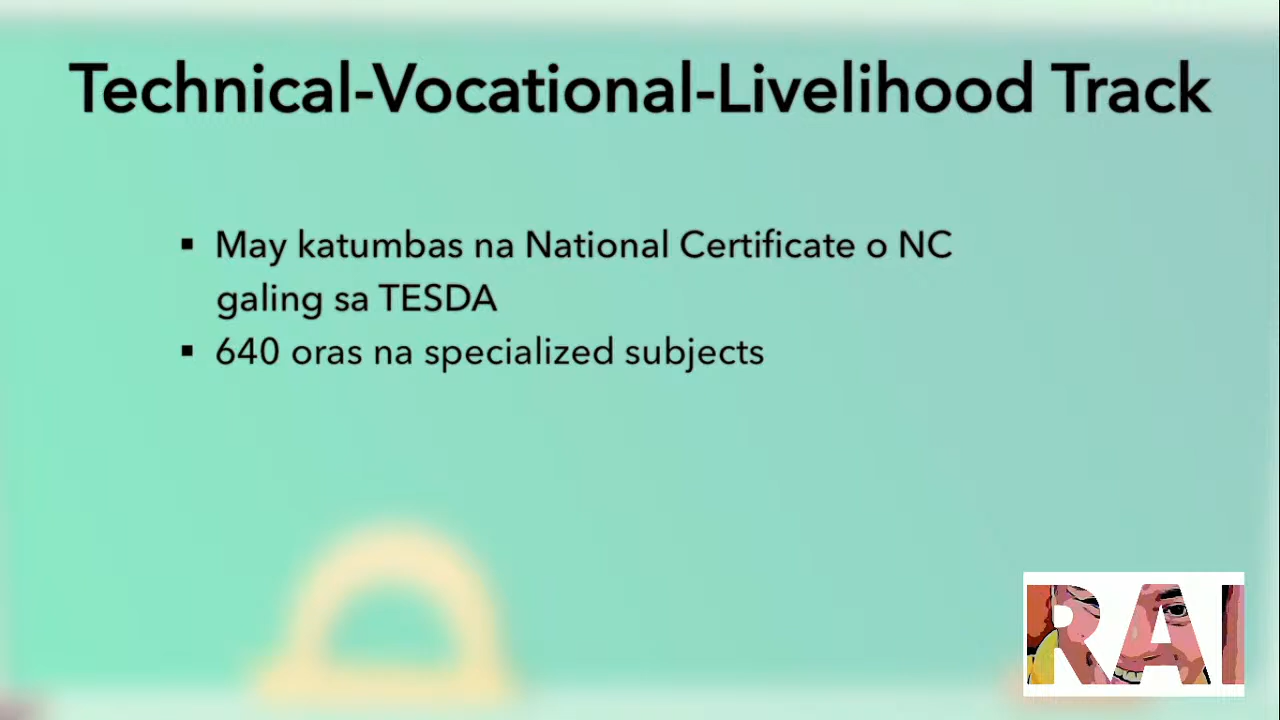 Technical-Vocational-Livelihood Track
▪ May katumbas na National Certificate o NC
galing sa TESDA
▪ 640 oras na specialized subjects
RAI